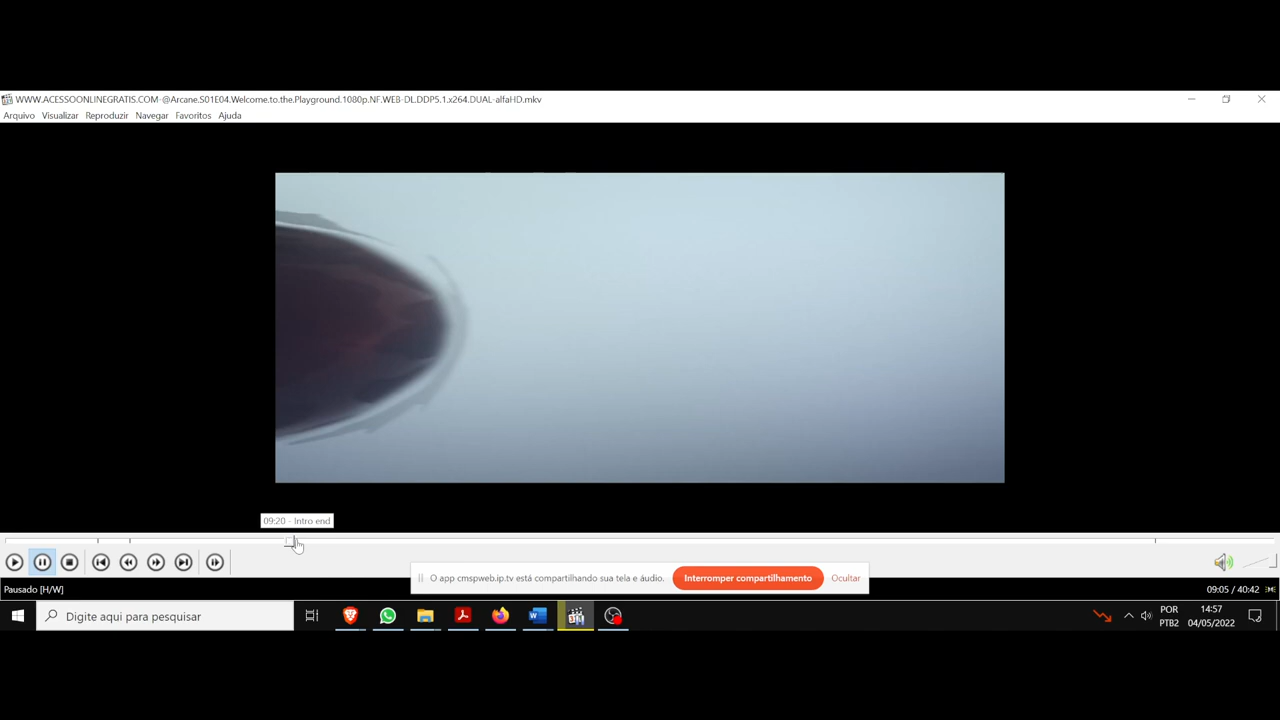 WWW.ACESSOONLINEGRATIS.COM-@Arcane.S01E04.Welcome.to.the.Playground.1080p.NF.WEB-DL.DDP5.1.x264.DUAL-alfaHD.mkv
Arquivo Visualizar Reproduzir Navegar Favoritos Ajuda
09:20 - Intro end
O app cmspweb.ip.tv está compartilhando sua tela e áudio. Interromper compartilhamento Ocultar
Pausado [H/W] 09:05 / 40:42
Digite aqui para pesquisar
POR
PTB2
14:57
04/05/2022